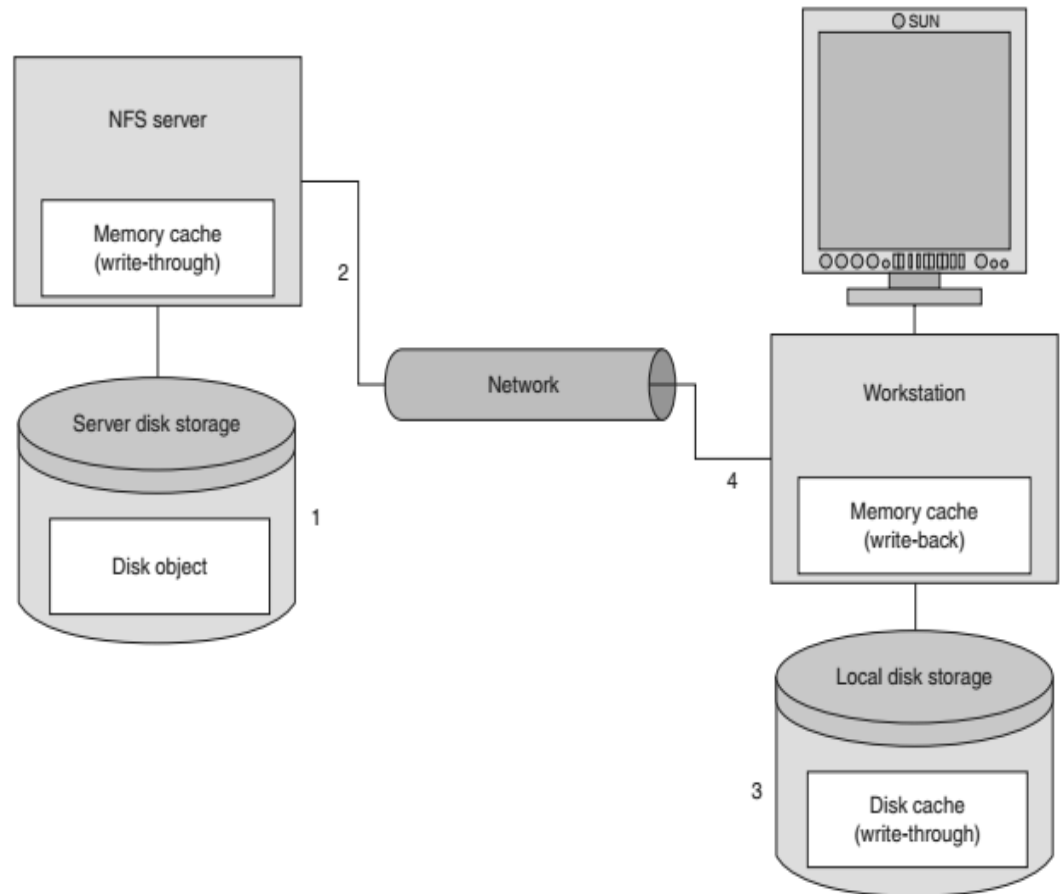 SUN
NFS server
Memory cache
(write-through)
2
Network
Server disk storage
1
Disk object
Workstation
4
Memory cache
(write-back)
Local disk storage
3
Disk cache
(write-through)